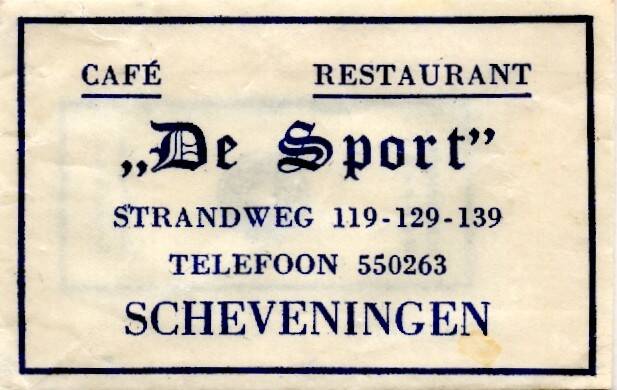 CAFÉ RESTAURANT
„De Sport”
STRANDWEG 119-129-139
TELEFOON 550263
SCHEVENINGEN